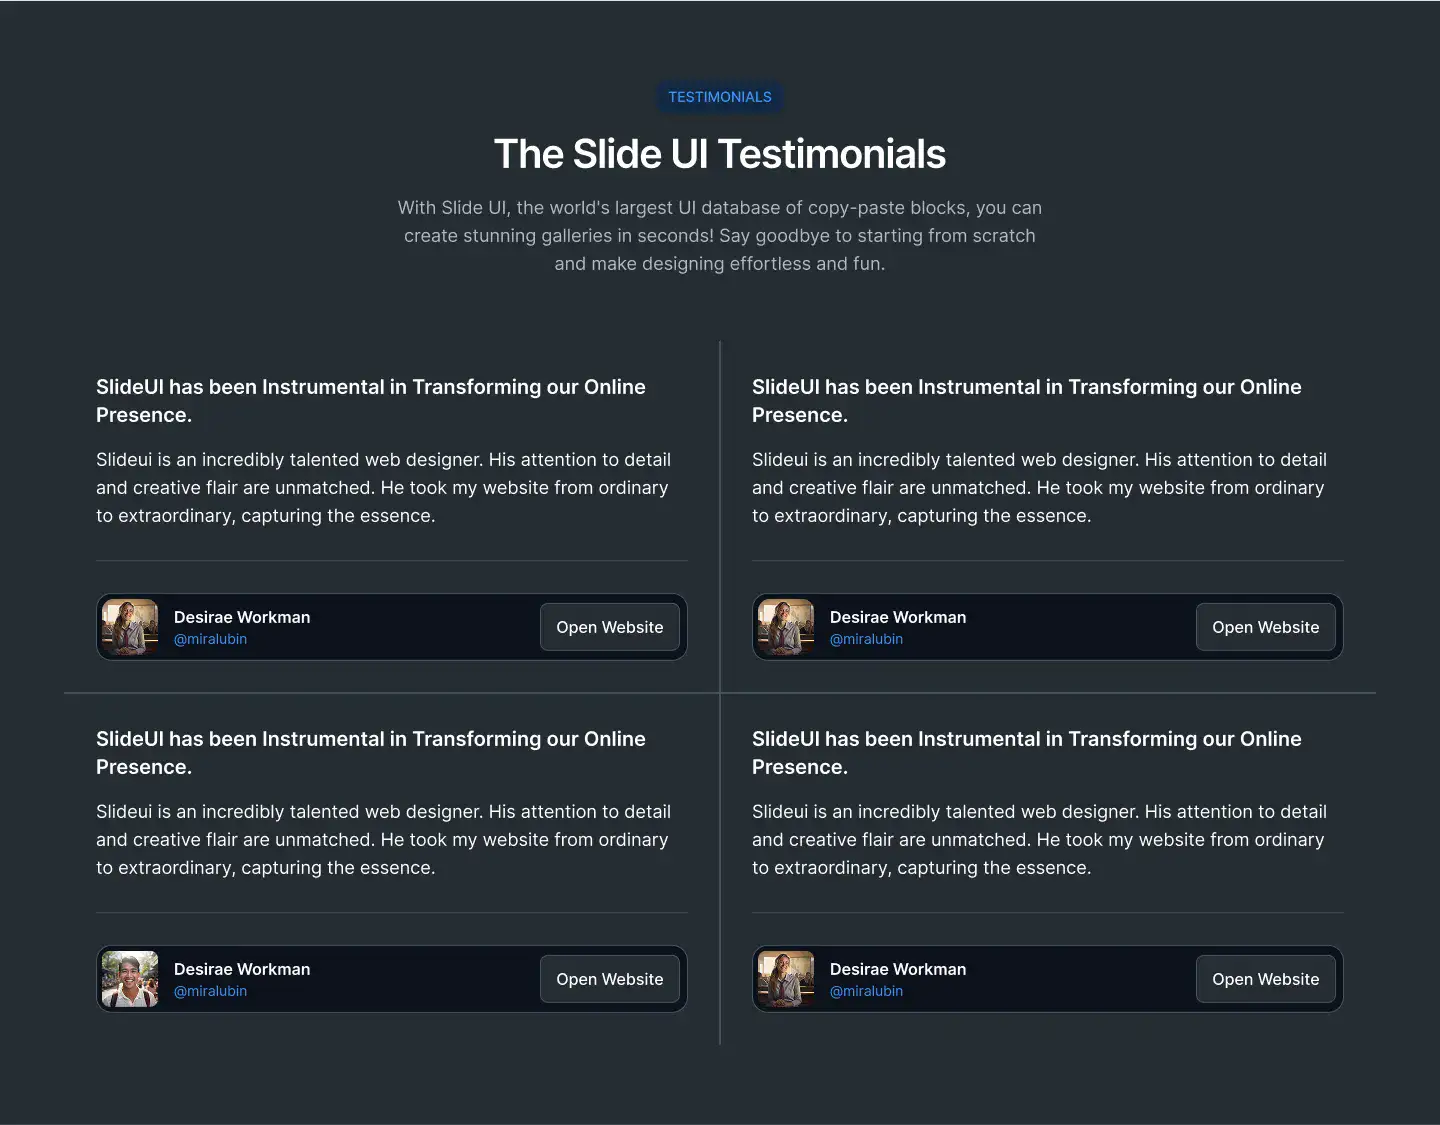 TESTIMONIALS
The Slide UI Testimonials
With Slide UI, the world's largest UI database of copy-paste blocks, you can
create stunning galleries in seconds! Say goodbye to starting from scratch
and make designing effortless and fun.
SlideUI has been Instrumental in Transforming our Online
Presence.
Slideui is an incredibly talented web designer. His attention to detail
and creative flair are unmatched. He took my website from ordinary
to extraordinary, capturing the essence.
Desirae Workman
@miralubin
Open Website
SlideUI has been Instrumental in Transforming our Online
Presence.
Slideui is an incredibly talented web designer. His attention to detail
and creative flair are unmatched. He took my website from ordinary
to extraordinary, capturing the essence.
Desirae Workman
@miralubin
Open Website
SlideUI has been Instrumental in Transforming our Online
Presence.
Slideui is an incredibly talented web designer. His attention to detail
and creative flair are unmatched. He took my website from ordinary
to extraordinary, capturing the essence.
Desirae Workman
@miralubin
Open Website
SlideUI has been Instrumental in Transforming our Online
Presence.
Slideui is an incredibly talented web designer. His attention to detail
and creative flair are unmatched. He took my website from ordinary
to extraordinary, capturing the essence.
Desirae Workman
@miralubin
Open Website